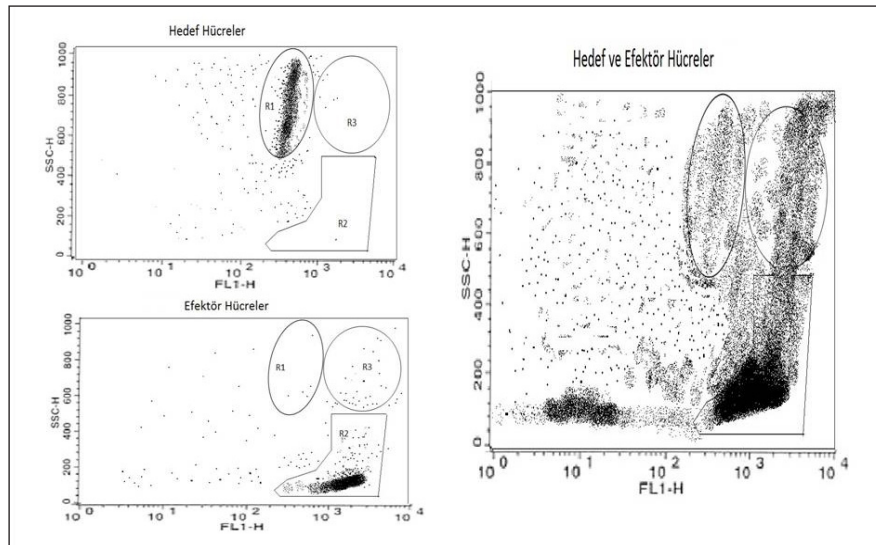 Hedef Hücreler
1000
800
600
400
200
0
SSC-H
R1
R3
R2
10^0 10^1 10^2 10^3 10^4
FL1-H
Efektör Hücreler
1000
800
600
400
200
0
SSC-H
R1
R3
R2
10^0 10^1 10^2 10^3 10^4
FL1-H
Hedef ve Efektör Hücreler
1000
800
600
400
200
0
SSC-H
10^0 10^1 10^2 10^3 10^4
FL1-H